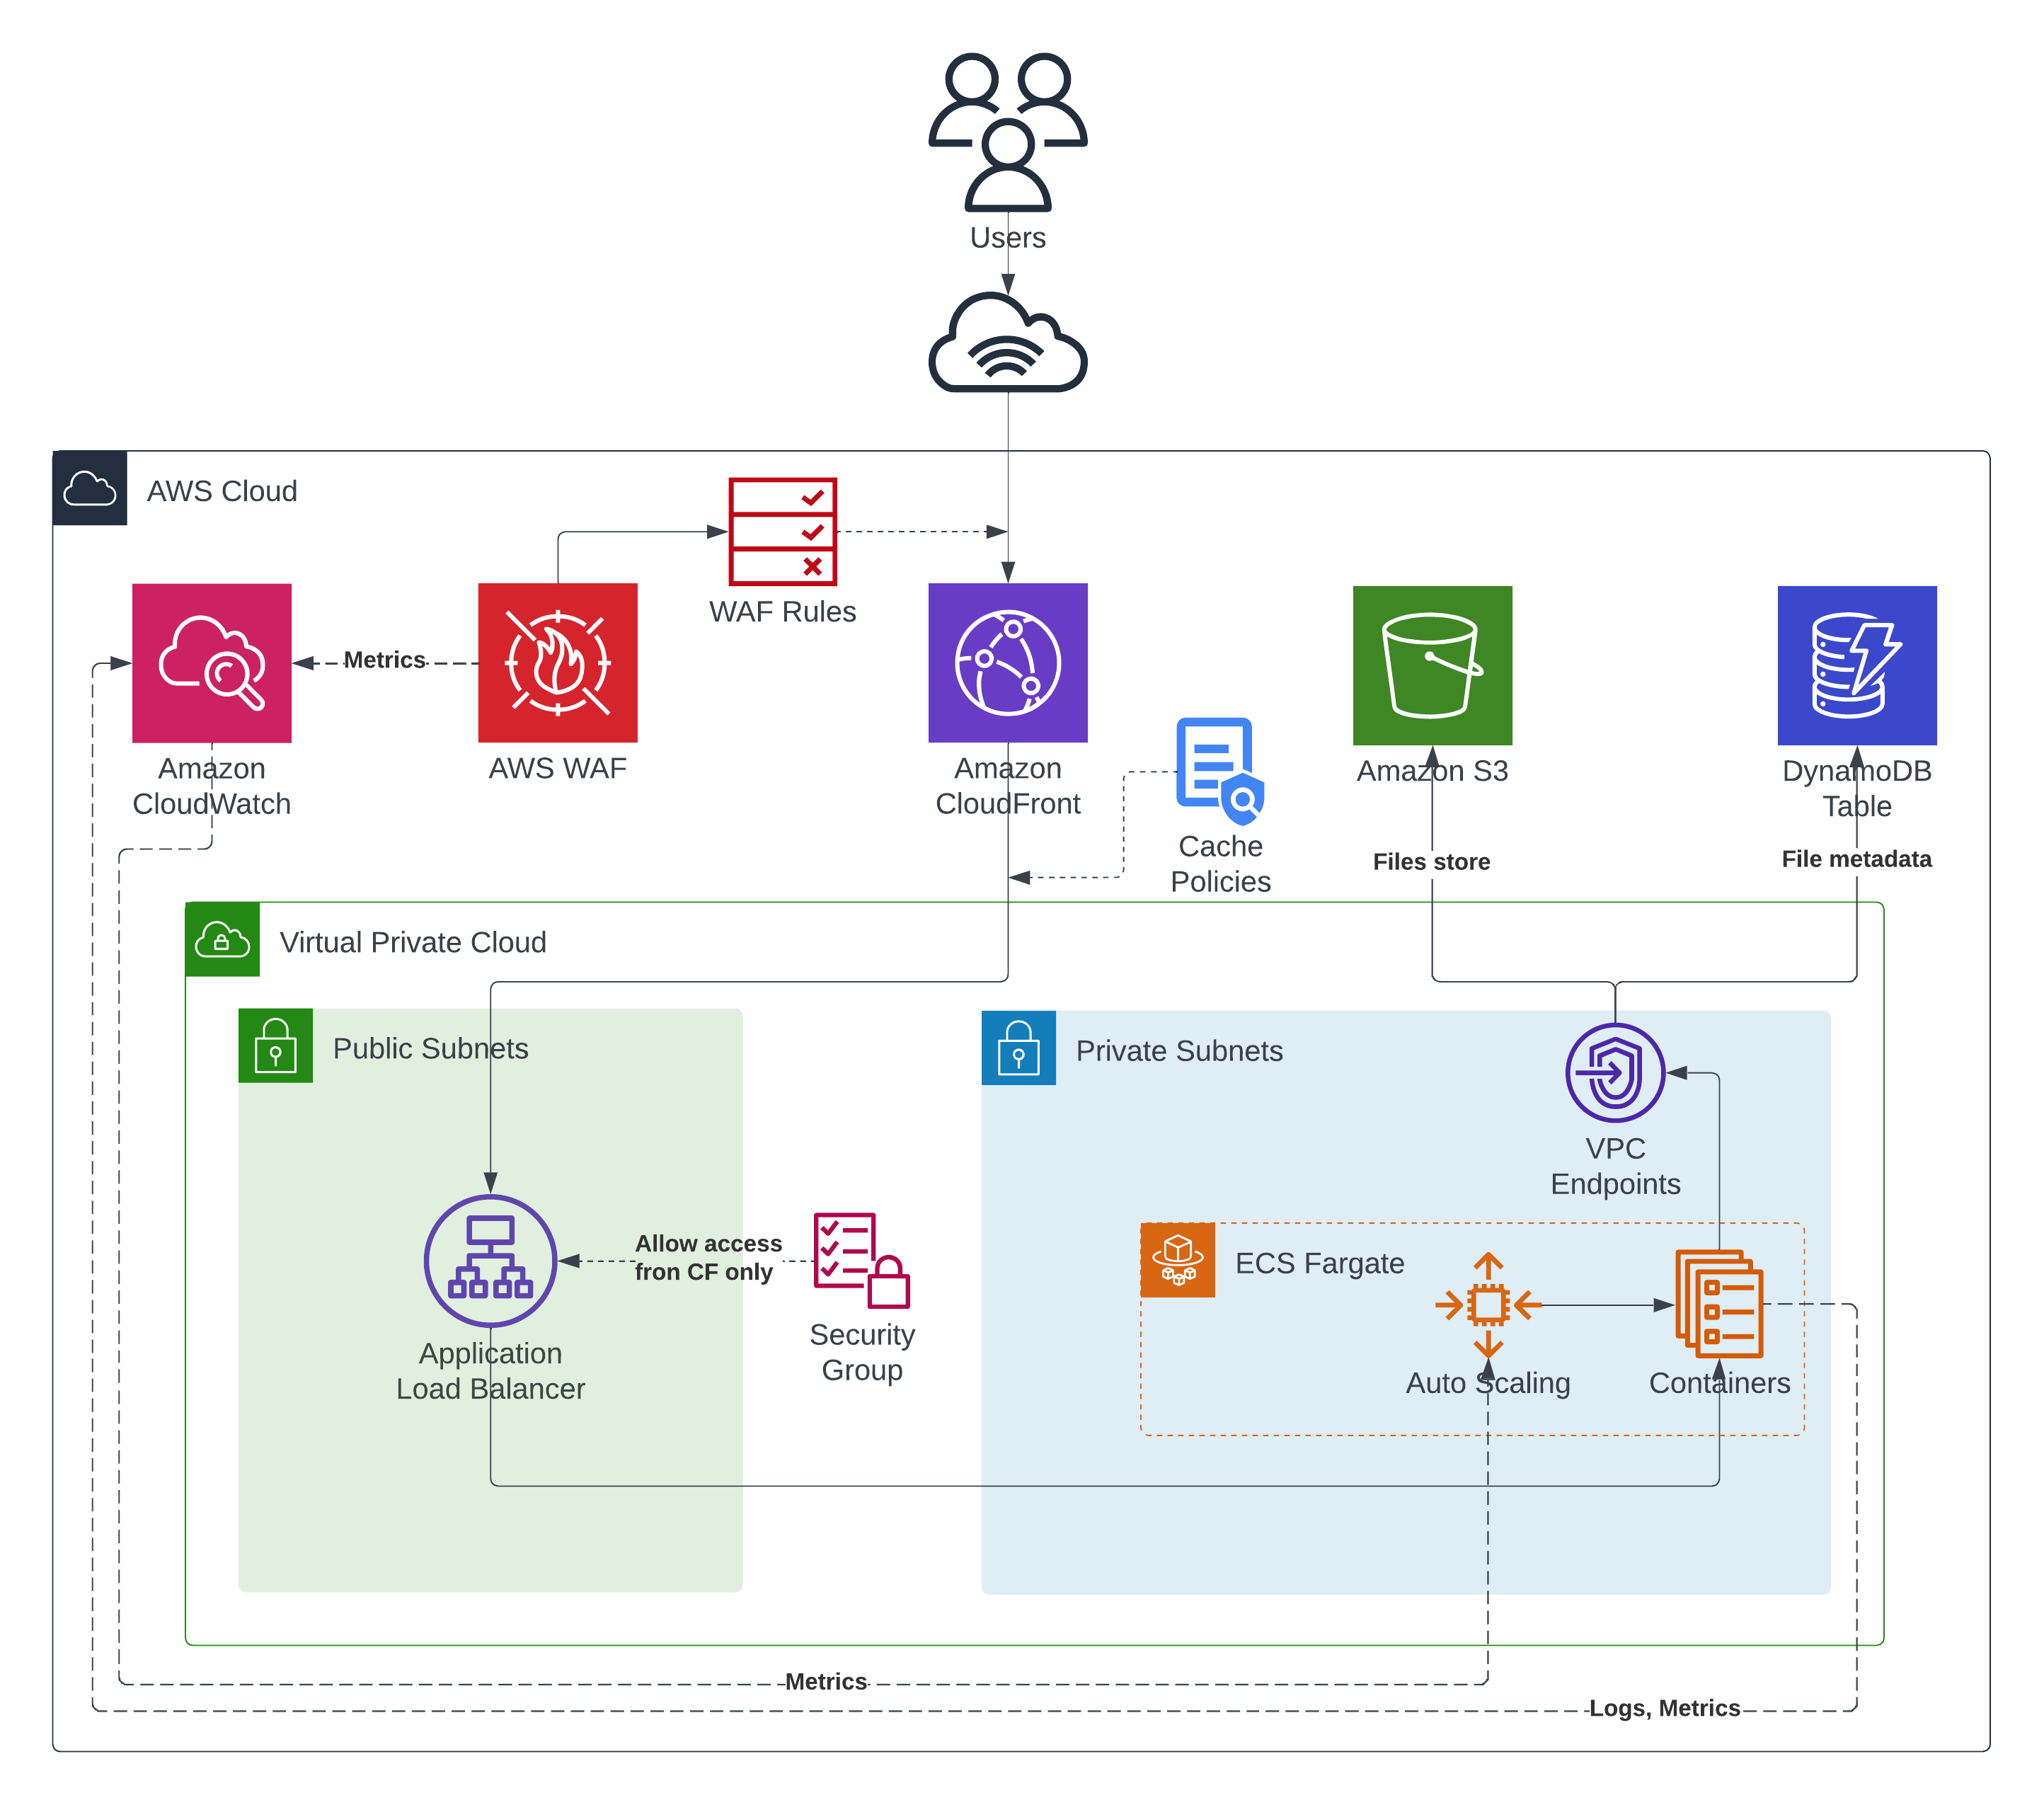 Users
AWS Cloud
WAF Rules
Metrics
Amazon
CloudWatch
AWS WAF
Amazon
CloudFront
Amazon S3
DynamoDB
Table
Cache
Policies
Files store
File metadata
Virtual Private Cloud
Public Subnets
Private Subnets
VPC
Endpoints
Allow access
fron CF only
ECS Fargate
Security
Group
Application
Load Balancer
Auto Scaling
Containers
Metrics
Logs, Metrics